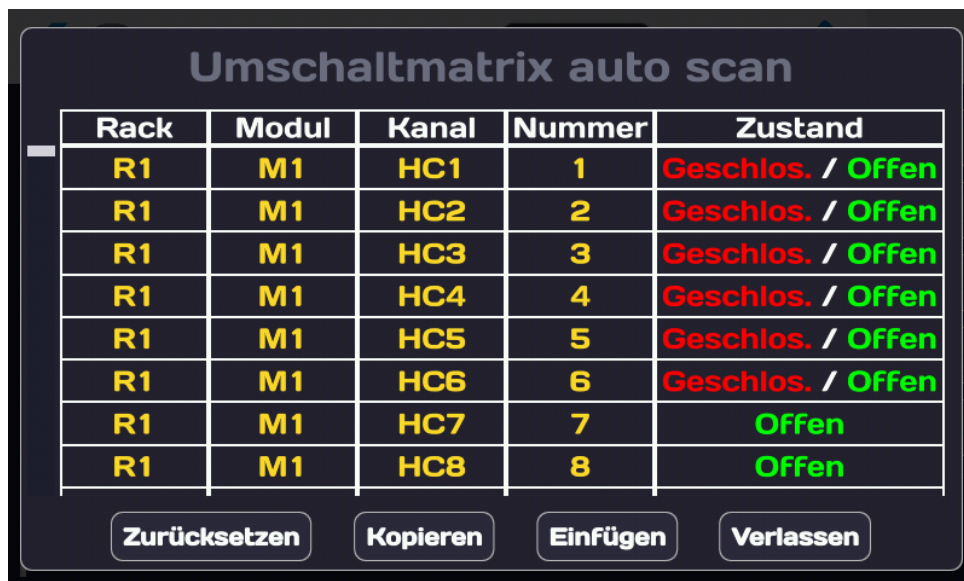 Umschaltmatrix auto scan
Rack Modul Kanal Nummer Zustand
R1 M1 HC1 1 Geschlos. / Offen
R1 M1 HC2 2 Geschlos. / Offen
R1 M1 HC3 3 Geschlos. / Offen
R1 M1 HC4 4 Geschlos. / Offen
R1 M1 HC5 5 Geschlos. / Offen
R1 M1 HC6 6 Geschlos. / Offen
R1 M1 HC7 7 Offen
R1 M1 HC8 8 Offen
Zurücksetzen Kopieren Einfügen Verlassen